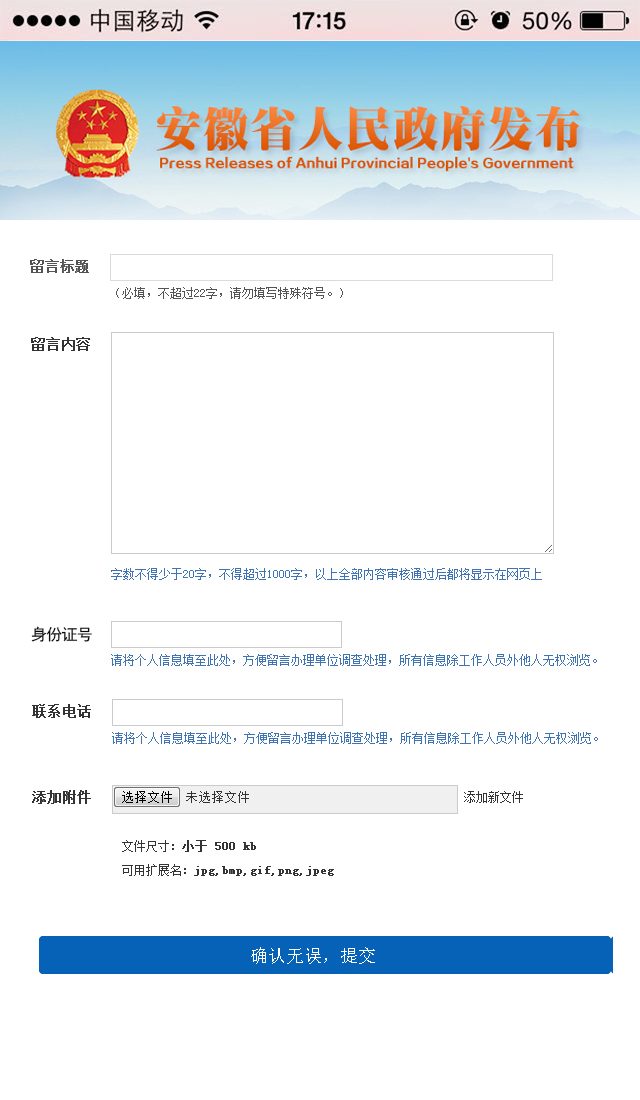 中国移动 17:15 50%
安徽省人民政府发布
Press Releases of Anhui Provincial People's Government
留言标题
（必填，不超过22字，请勿填写特殊符号。）
留言内容
字数不得少于20字，不得超过1000字，以上全部内容审核通过后都将显示在网页上
身份证号
请将个人信息填至此处，方便留言办理单位调查处理，所有信息除工作人员外他人无权浏览。
联系电话
请将个人信息填至此处，方便留言办理单位调查处理，所有信息除工作人员外他人无权浏览。
添加附件 选择文件 未选择文件 添加新文件
文件尺寸: 小于 500 kb
可用扩展名: jpg,bmp,gif,png,jpeg
确认无误，提交